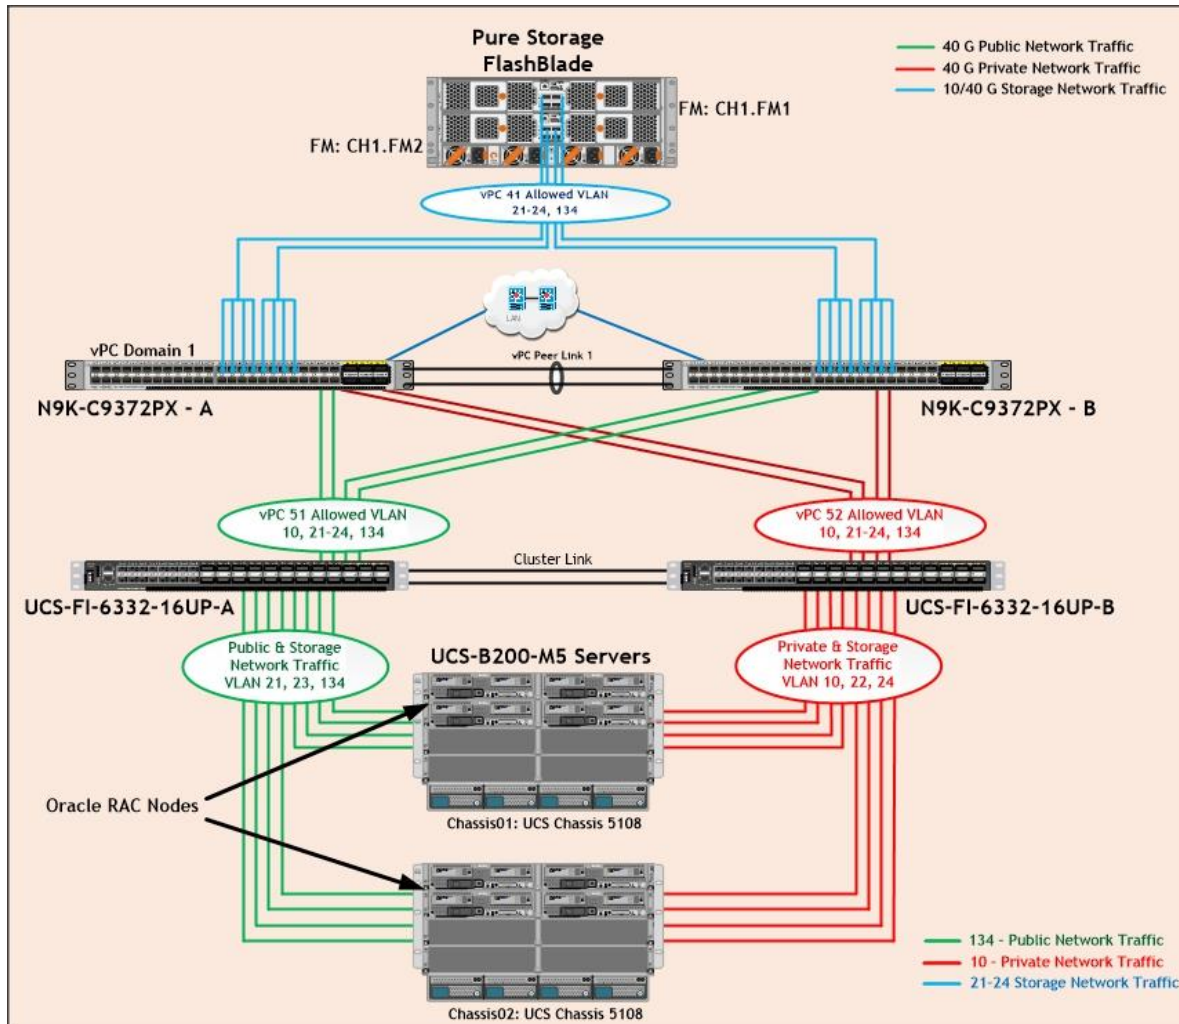 Pure Storage
FlashBlade
40 G Public Network Traffic
40 G Private Network Traffic
10/40 G Storage Network Traffic
FM: CH1.FM1
FM: CH1.FM2
vPC 41 Allowed VLAN
21-24, 134
LAN
vPC Domain 1
vPC Peer Link 1
N9K-C9372PX - A
N9K-C9372PX - B
vPC 51 Allowed VLAN
10, 21-24, 134
vPC 52 Allowed VLAN
10, 21-24, 134
Cluster Link
UCS-FI-6332-16UP-A
UCS-FI-6332-16UP-B
Public & Storage
Network Traffic
VLAN 21, 23, 134
UCS-B200-M5 Servers
Private & Storage
Network Traffic
VLAN 10, 22, 24
Oracle RAC Nodes
Chassis01: UCS Chassis 5108
134 - Public Network Traffic
10 - Private Network Traffic
21-24 Storage Network Traffic
Chassis02: UCS Chassis 5108